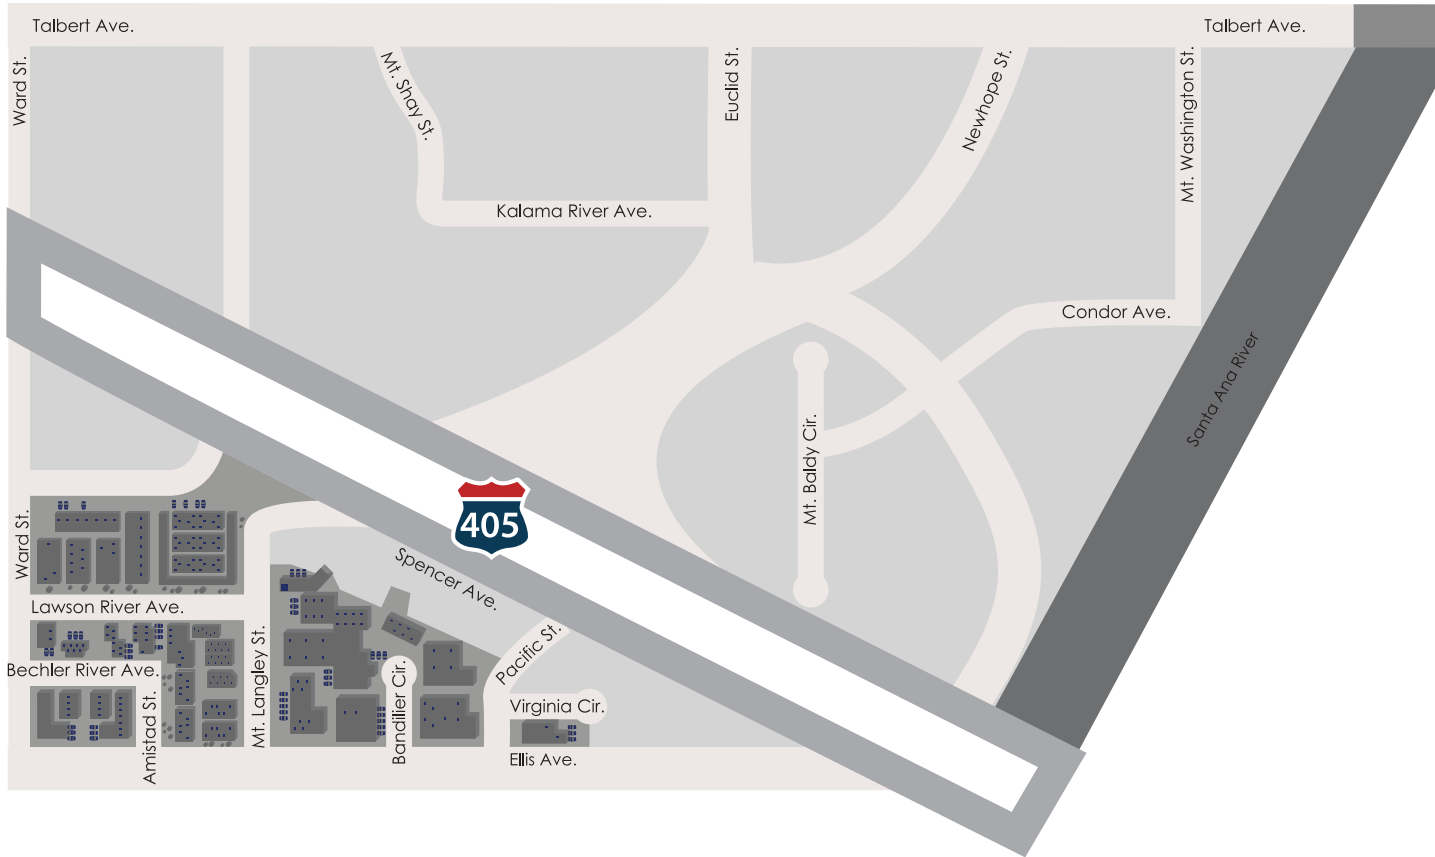 Talbert Ave.
Talbert Ave.
Ward St.
Mt. Shay St.
Euclid St.
Newhope St.
Mt. Washington St.
Kalama River Ave.
Condor Ave.
Santa Ana River
Mt. Baldy Cir.
405
Ward St.
Spencer Ave.
Lawson River Ave.
Bechler River Ave.
Mt. Langley St.
Pacific St.
Bandilier Cir.
Virginia Cir.
Amistad St.
Ellis Ave.